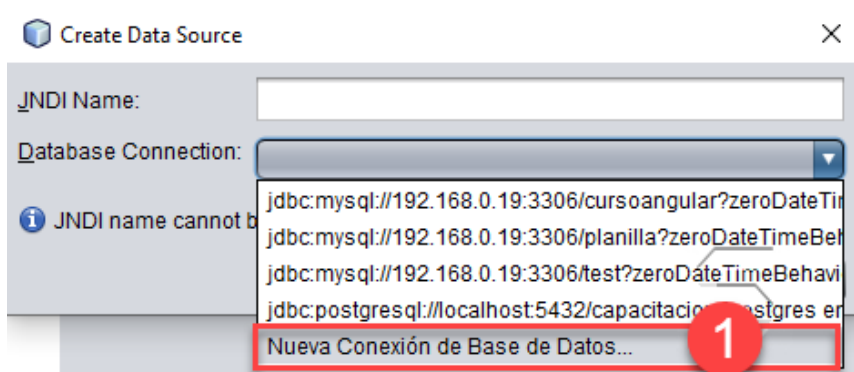 Create Data Source
JNDI Name:
Database Connection:
jdbc:mysql://192.168.0.19:3306/cursoangular?zeroDateTi
jdbc:mysql://192.168.0.19:3306/planilla?zeroDateTimeBeh
JNDI name cannot b
jdbc:mysql://192.168.0.19:3306/test?zeroDateTimeBehavi
jdbc:postgresql://localhost:5432/capacitacio
Nueva Conexión de Base de Datos...
1